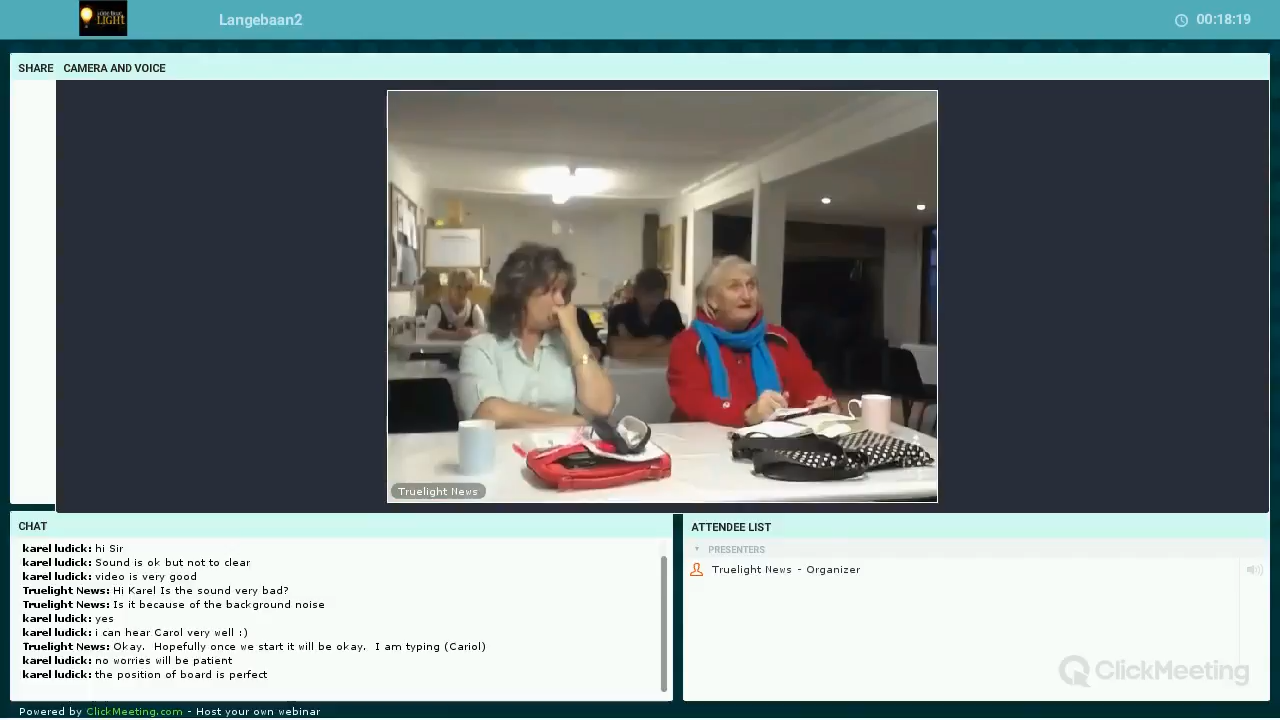 LIGHT
Langebaan2
00:18:19
SHARE CAMERA AND VOICE
Truelight News
CHAT
karel ludick: hi Sir
karel ludick: Sound is ok but not to clear
karel ludick: video is very good
Truelight News: Hi Karel Is the sound very bad?
Truelight News: Is it because of the background noise
karel ludick: yes
karel ludick: i can hear Carol very well :)
Truelight News: Okay.  Hopefully once we start it will be okay.  I am typing (Cariol)
karel ludick: no worries will be patient
karel ludick: the position of board is perfect
ATTENDEE LIST
PRESENTERS
Truelight News - Organizer
ClickMeeting
Powered by ClickMeeting.com - Host your own webinar